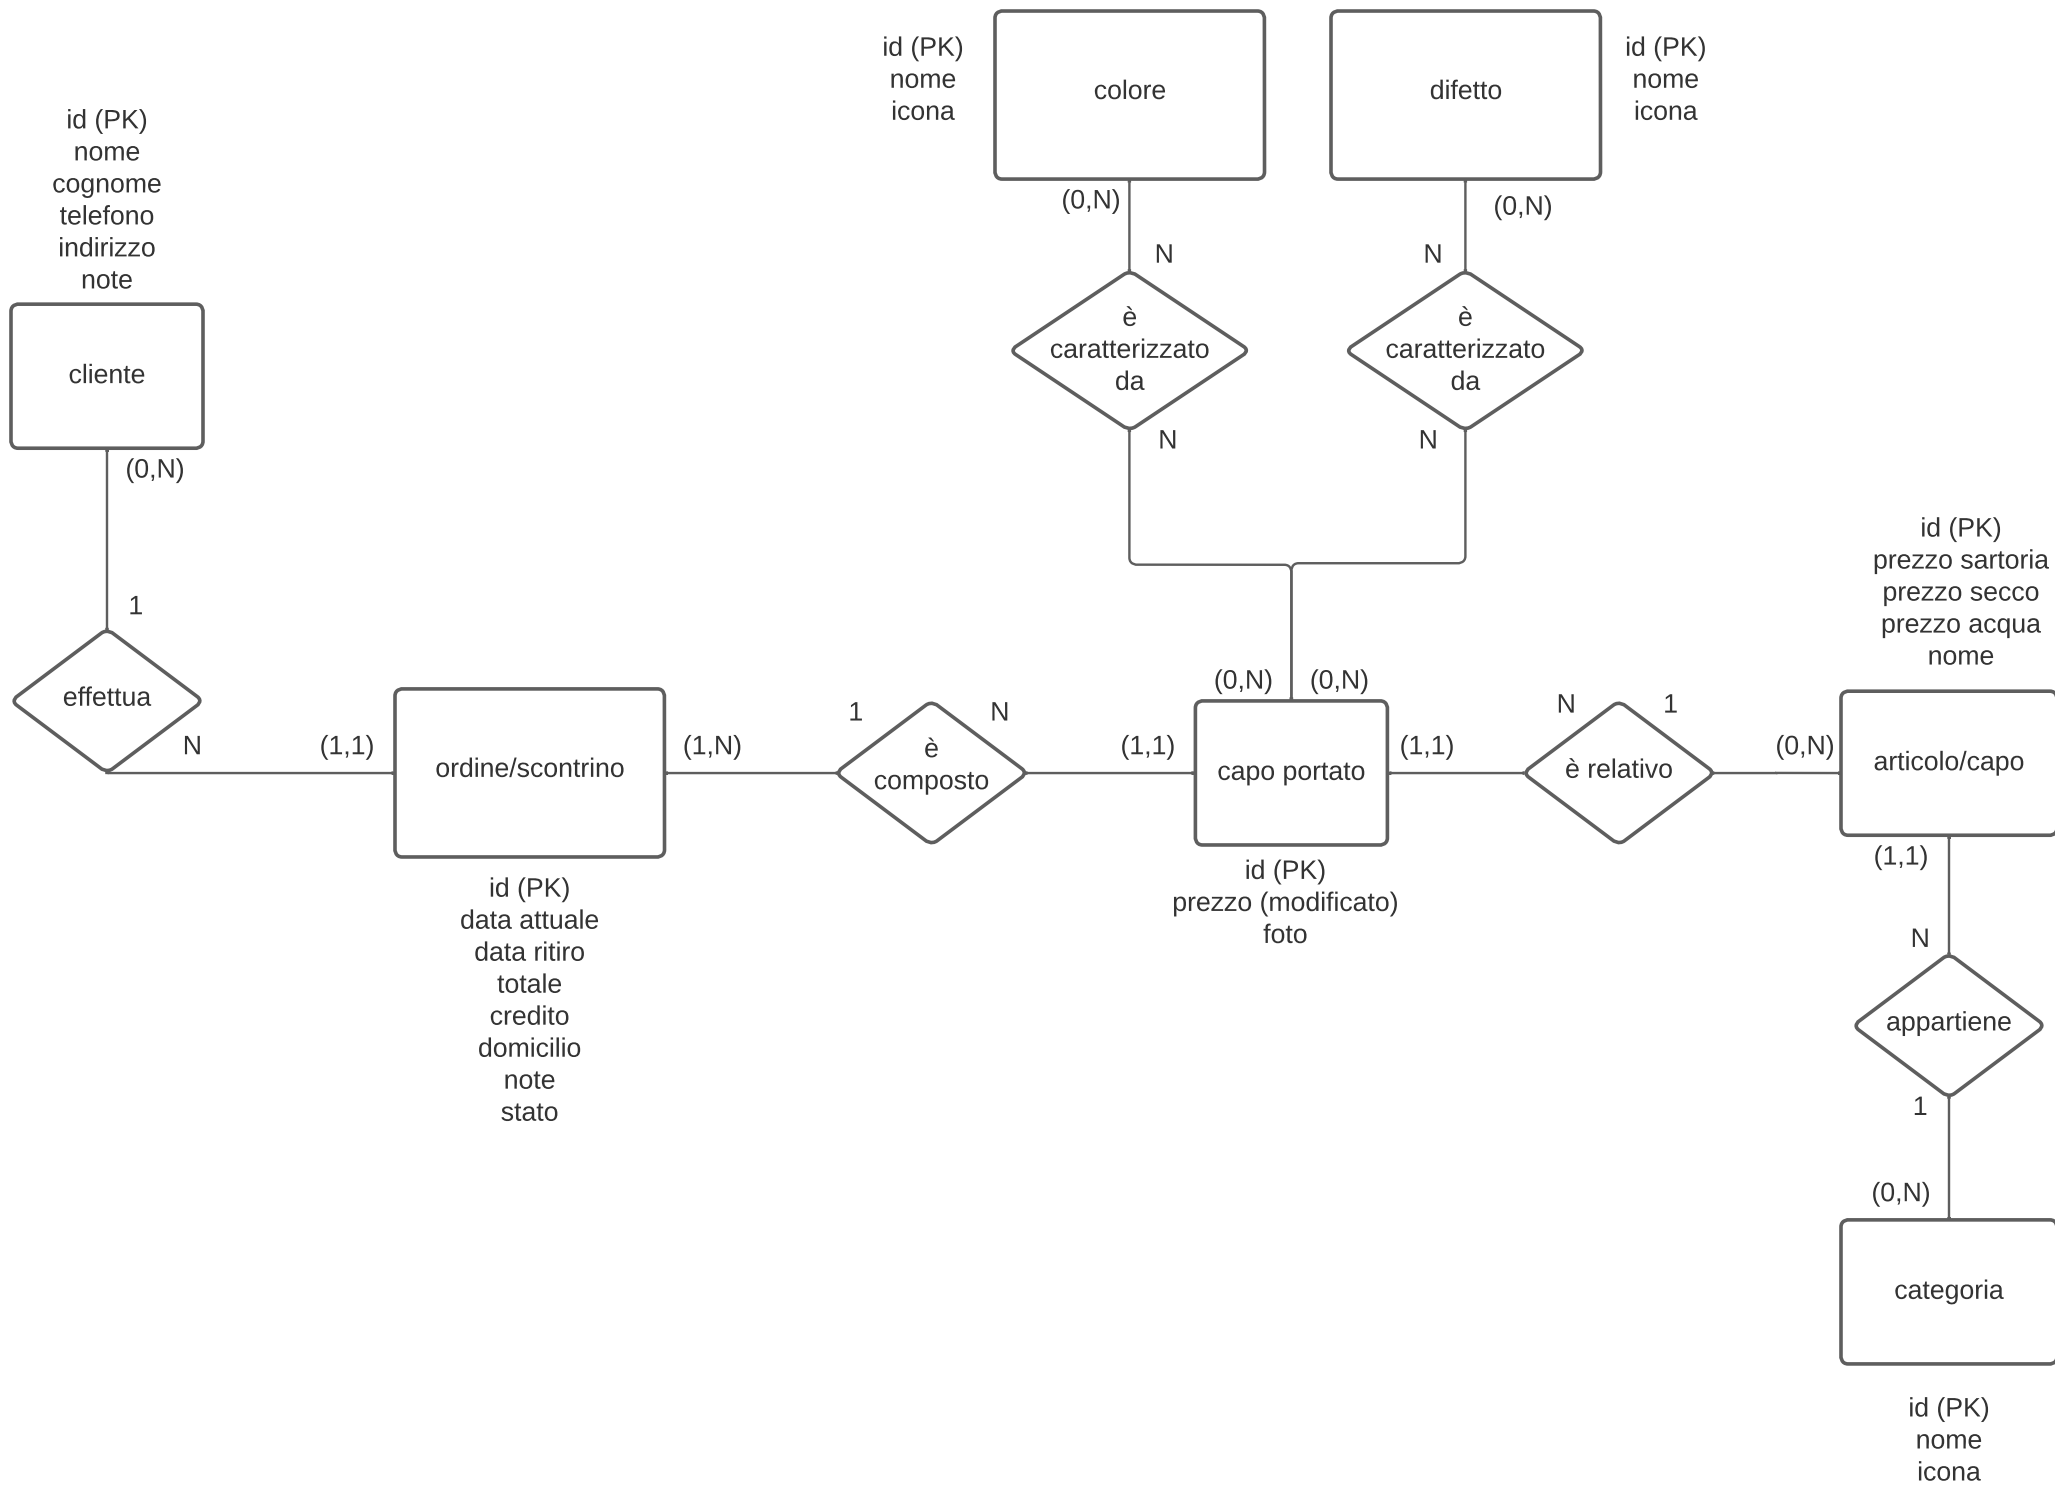 id (PK)
nome
icona
colore
difetto
id (PK)
nome
icona
id (PK)
nome
cognome
telefono
indirizzo
note
cliente
(0,N)
1
effettua
N
(1,1)
(0,N)
N
è
caratterizzato
da
N
(0,N)
N
è
caratterizzato
da
N
ordine/scontrino
(1,N)
id (PK)
data attuale
data ritiro
totale
credito
domicilio
note
stato
1
N
è
composto
(1,1)
(0,N)
(0,N)
capo portato
(1,1)
id (PK)
prezzo (modificato)
foto
N
1
è relativo
(0,N)
id (PK)
prezzo sartoria
prezzo secco
prezzo acqua
nome
articolo/capo
(1,1)
N
appartiene
1
(0,N)
categoria
id (PK)
nome
icona